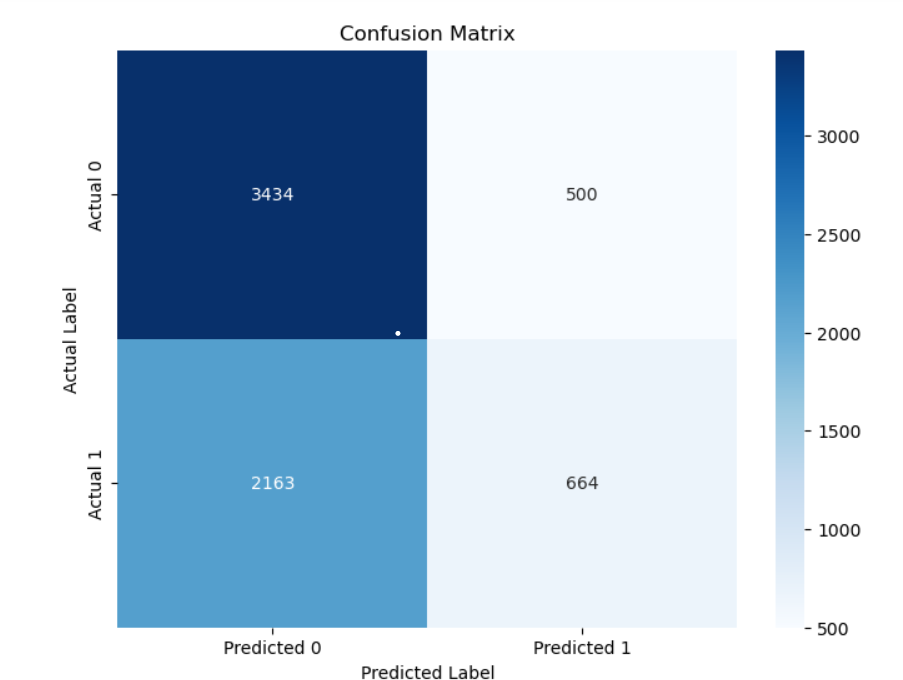 Confusion Matrix
Actual Label
Actual 0
3434
500
Actual 1
2163
664
Predicted 0
Predicted 1
Predicted Label
3000
2500
2000
1500
1000
500